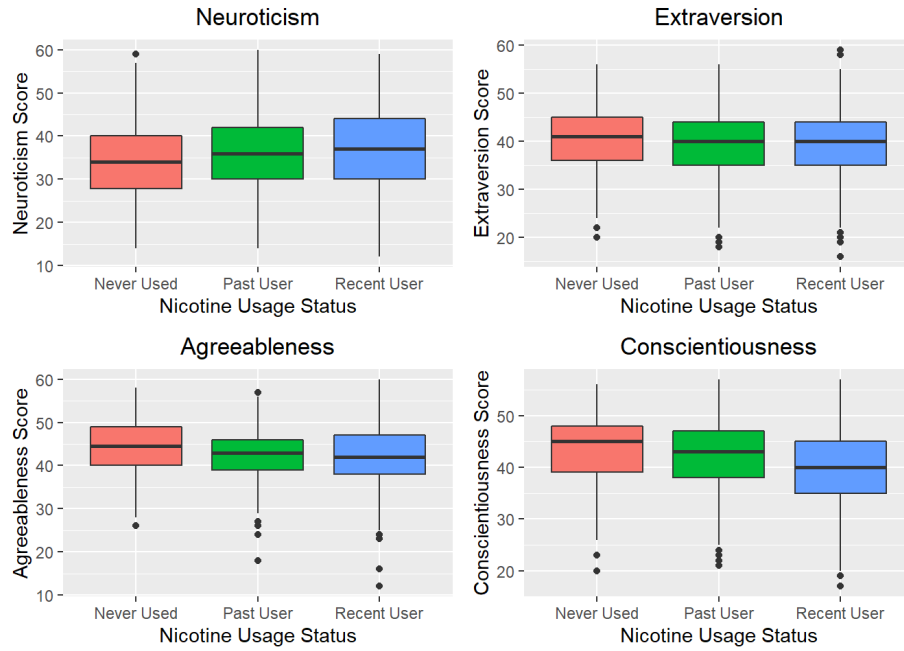 Neuroticism
Neuroticism Score
60
50
40
30
20
10
Never Used Past User Recent User
Nicotine Usage Status
Extraversion
Extraversion Score
60
50
40
30
20
Never Used Past User Recent User
Nicotine Usage Status
Agreeableness
Agreeableness Score
60
50
40
30
20
10
Never Used Past User Recent User
Nicotine Usage Status
Conscientiousness
Conscientiousness Score
50
40
30
20
Never Used Past User Recent User
Nicotine Usage Status